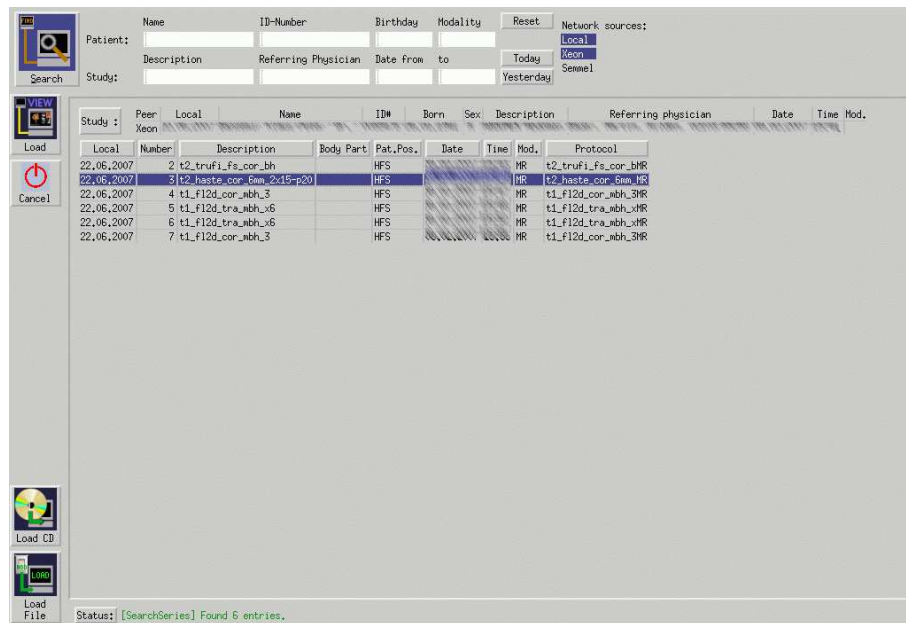 FIND
Name ID-Number Birthday Modality Reset Network sources:
Patient: Local
Description Referring Physician Date from to Today Xeon
Search Study: Yesterday Semmel
VIEW
Load
Study : Peer Local Name ID# Born Sex Description Referring physician Date Time Mod.
Xeon
Local Number Description Body Part Pat.Pos. Date Time Mod. Protocol
22.06.2007 2 t2_trufi_fs_cor_bh HFS MR t2_trufi_fs_cor_bMR
22.06.2007 3 t2_haste_cor_6mm_2x15-p20 HFS MR t2_haste_cor_6mm_MR
22.06.2007 4 t1_fl2d_cor_mbh_3 HFS MR t1_fl2d_cor_mbh_3MR
22.06.2007 5 t1_fl2d_tra_mbh_x6 HFS MR t1_fl2d_tra_mbh_xMR
22.06.2007 6 t1_fl2d_tra_mbh_x6 HFS MR t1_fl2d_tra_mbh_xMR
22.06.2007 7 t1_fl2d_cor_mbh_3 HFS MR t1_fl2d_cor_mbh_3MR
Cancel
Load CD
LOAD
Load
File
Status: [SearchSeries] Found 6 entries.